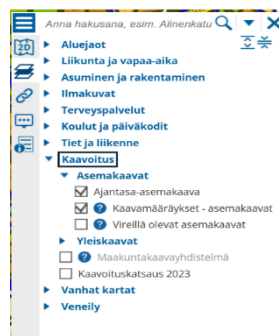 Anna hakusana, esim. Alinenkatu
2D
Aluejaot
Liikunta ja vapaa-aika
Asuminen ja rakentaminen
Ilmakuvat
Terveyspalvelut
Koulut ja päiväkodit
Tiet ja liikenne
Kaavoitus
Asemakaavat
Ajantasa-asemakaava
? Kaavamääräykset - asemakaavat
? Vireillä olevat asemakaavat
Yleiskaavat
? Maakuntakaavayhdistelmä
Kaavoituskatsaus 2023
Vanhat kartat
Veneily